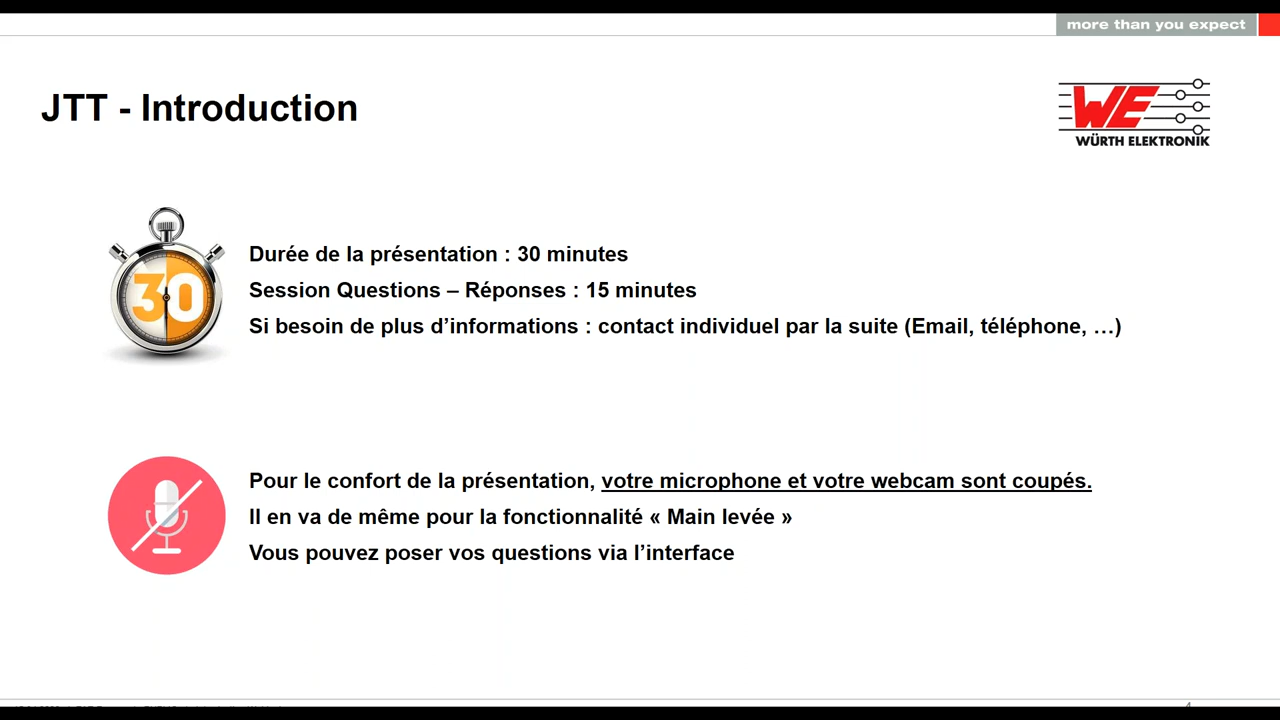 more than you expect
JTT - Introduction
WE
WÜRTH ELEKTRONIK
30
Durée de la présentation : 30 minutes
Session Questions – Réponses : 15 minutes
Si besoin de plus d’informations : contact individuel par la suite (Email, téléphone, …)
Pour le confort de la présentation, votre microphone et votre webcam sont coupés.
Il en va de même pour la fonctionnalité « Main levée »
Vous pouvez poser vos questions via l’interface